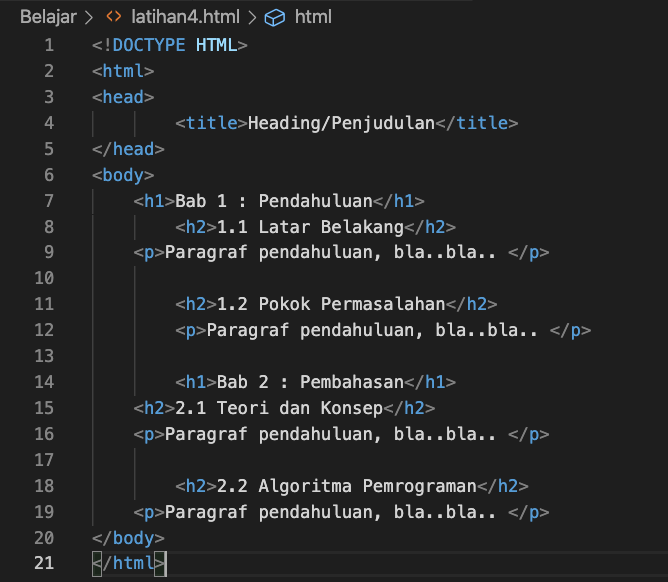 Belajar > <> latihan4.html > html
1 <!DOCTYPE HTML>
2 <html>
3 <head>
4 <title>Heading/Penjudulan</title>
5 </head>
6 <body>
7 <h1>Bab 1 : Pendahuluan</h1>
8 <h2>1.1 Latar Belakang</h2>
9 <p>Paragraf pendahuluan, bla..bla.. </p>
10
11 <h2>1.2 Pokok Permasalahan</h2>
12 <p>Paragraf pendahuluan, bla..bla.. </p>
13
14 <h1>Bab 2 : Pembahasan</h1>
15 <h2>2.1 Teori dan Konsep</h2>
16 <p>Paragraf pendahuluan, bla..bla.. </p>
17
18 <h2>2.2 Algoritma Pemrograman</h2>
19 <p>Paragraf pendahuluan, bla..bla.. </p>
20 </body>
21 </html>